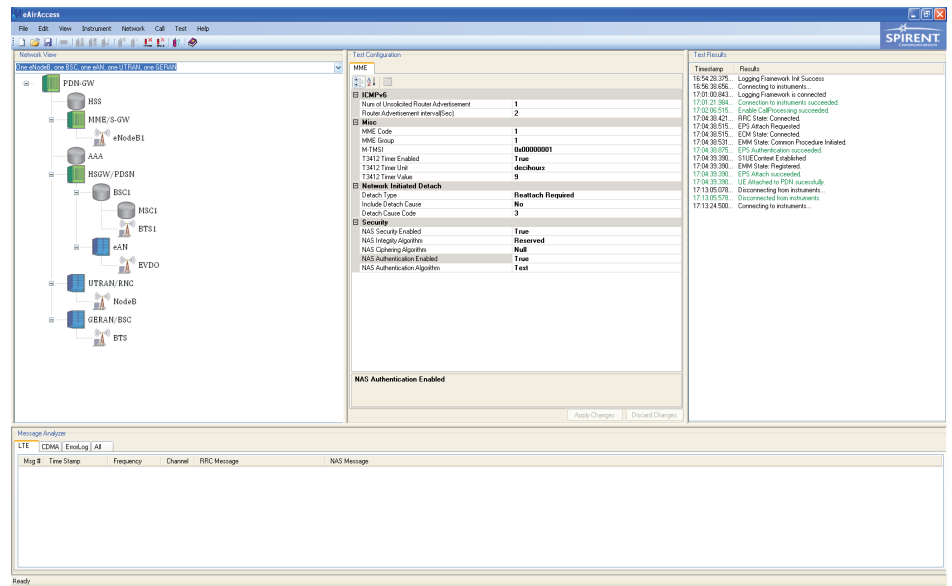 eAirAccess
File Edit View Instrument Network Call Test Help
SPIRENT
Communications
Network View
One eNodeB, one BSC, one eAN, one UTRAN, one GERAN
PDN-GW
HSS
MME/S-GW
eNodeB1
AAA
HSGW/PDSN
BSC1
MSC1
BTS1
eAN
EVDO
UTRAN/RNC
NodeB
GERAN/BSC
BTS
Test Configuration
MME
ICMPv6
Num of Unsolicited Router Advertisement 1
Router Advertisement interval(Sec) 2
Misc
MME Code 1
MME Group 1
M-TMSI 0x00000001
T3412 Timer Enabled True
T3412 Timer Unit decihours
T3412 Timer Value 9
Network Initiated Detach
Detach Type Reattach Required
Include Detach Cause No
Detach Cause Code 3
Security
NAS Security Enabled True
NAS Integity Algorithm Reserved
NAS Ciphering Algorithm Null
NAS Authentication Enabled True
NAS Authentication Algorithm Test
NAS Authentication Enabled
Apply Changes Discard Changes
Test Results
Timestamp Results
16:54:28.375... Logging Framework Init Success
16:56:38.656... Connecting to instruments...
17:01:00.843... Logging Framework is connected
17:01:21.984... Connection to instruments succeeded.
17:02:06.515... Enable CallProcessing succeeded.
17:04:38.421... RRC State: Connected.
17:04:38.515... EPS Attach Requested
17:04:38.515... ECM State: Connected.
17:04:38.531... EMM State: Common Procedure Initiated.
17:04:38.875... EPS Authentication succeeded.
17:04:39.390... S1UEContext Established
17:04:39.390... EMM State: Registered.
17:04:39.390... EPS Attach succeeded.
17:04:39.390... UE Attached to PDN sucessfully.
17:13:05.078... Disconnecting from instruments...
17:13:05.578... Disconnected from instruments.
17:13:24.500... Connecting to instruments...
Message Analyzer
LTE CDMA ErrorLog All
Msg # Time Stamp Frequency Channel RRC Message NAS Message
Ready